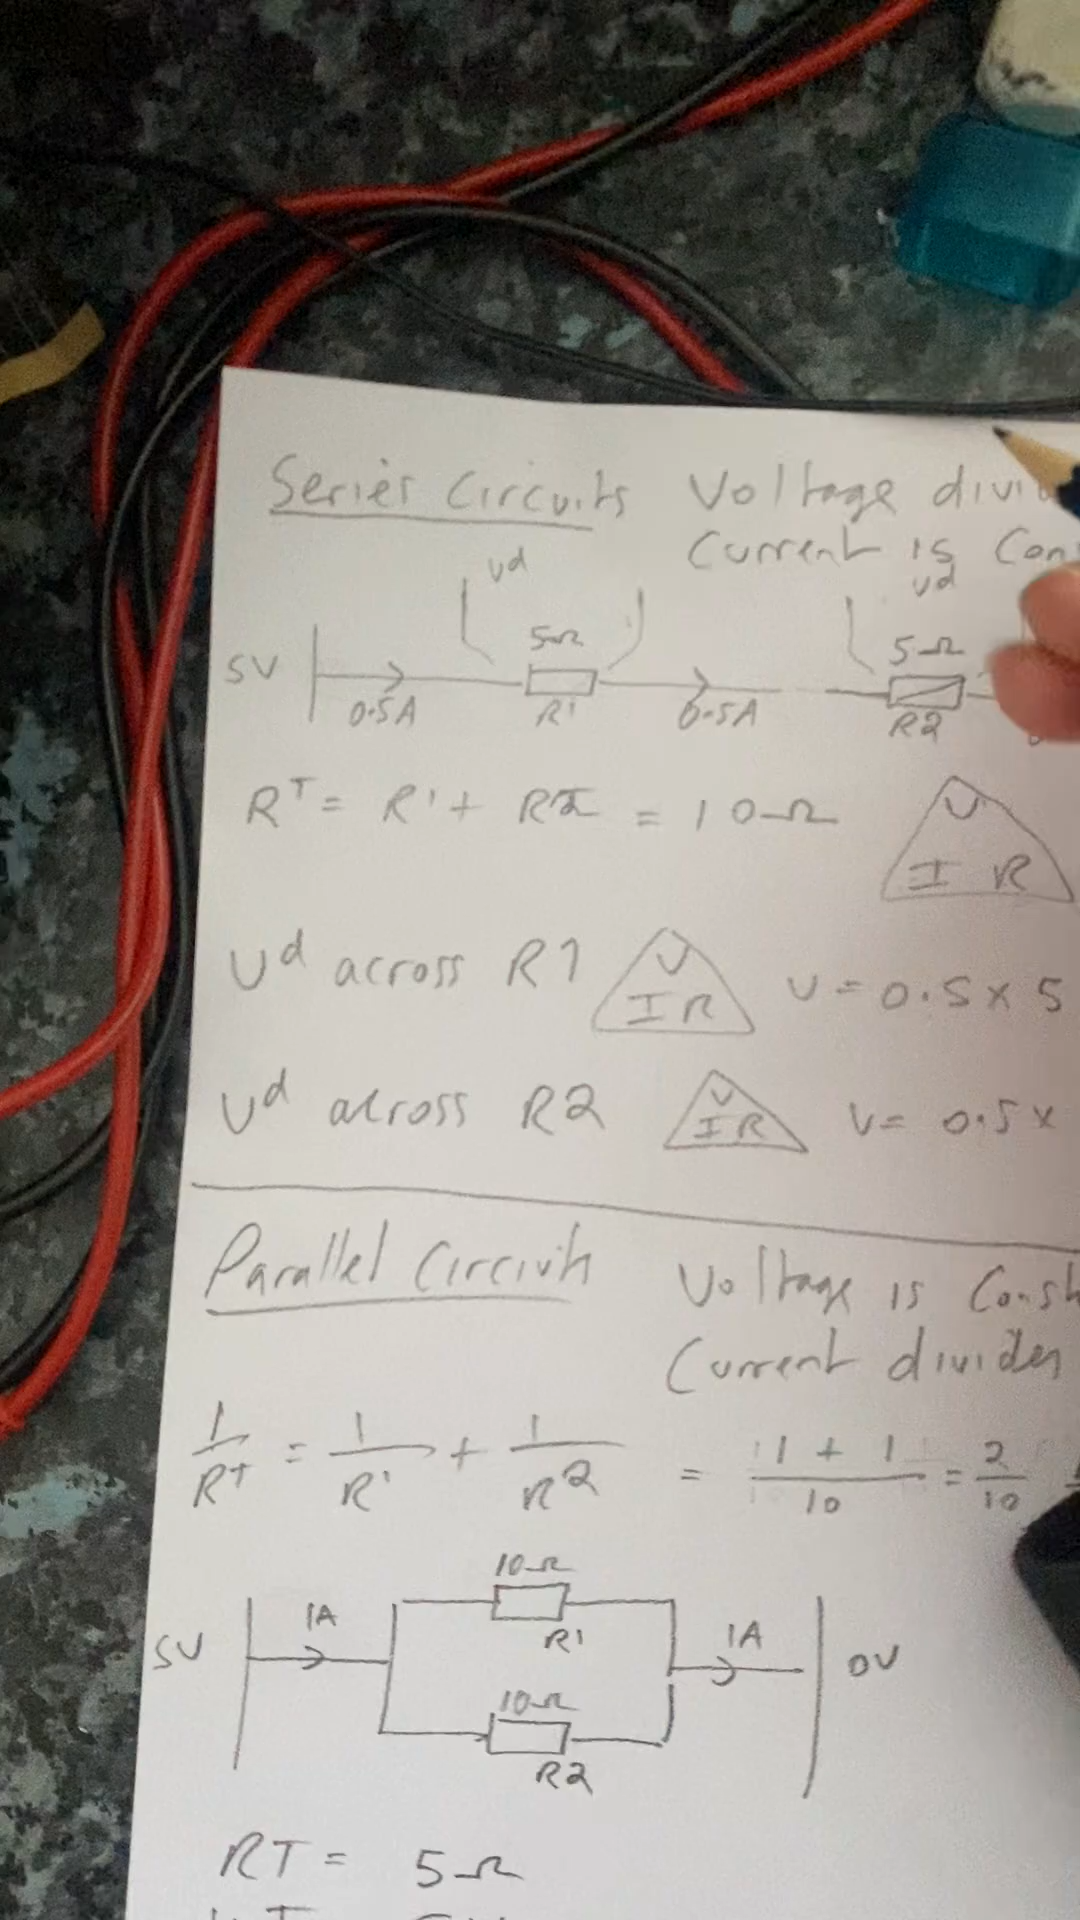 Series Circuits Voltage divi
Current is Con
Vd Vd
5Ω 5Ω
5V
0.5A R1 0.5A R2
RT = R1 + R2 = 10Ω
V
I R
Vd across R1 V I R V = 0.5 x 5
Vd across R2 V I R V = 0.5 x
Parallel Circiuts Voltage is Const
Current divides
1/RT = 1/R1 + 1/R2 = 1 + 1/10 = 2/10
10Ω
1A R1 1A
5V 0V
10Ω
R2
RT = 5Ω